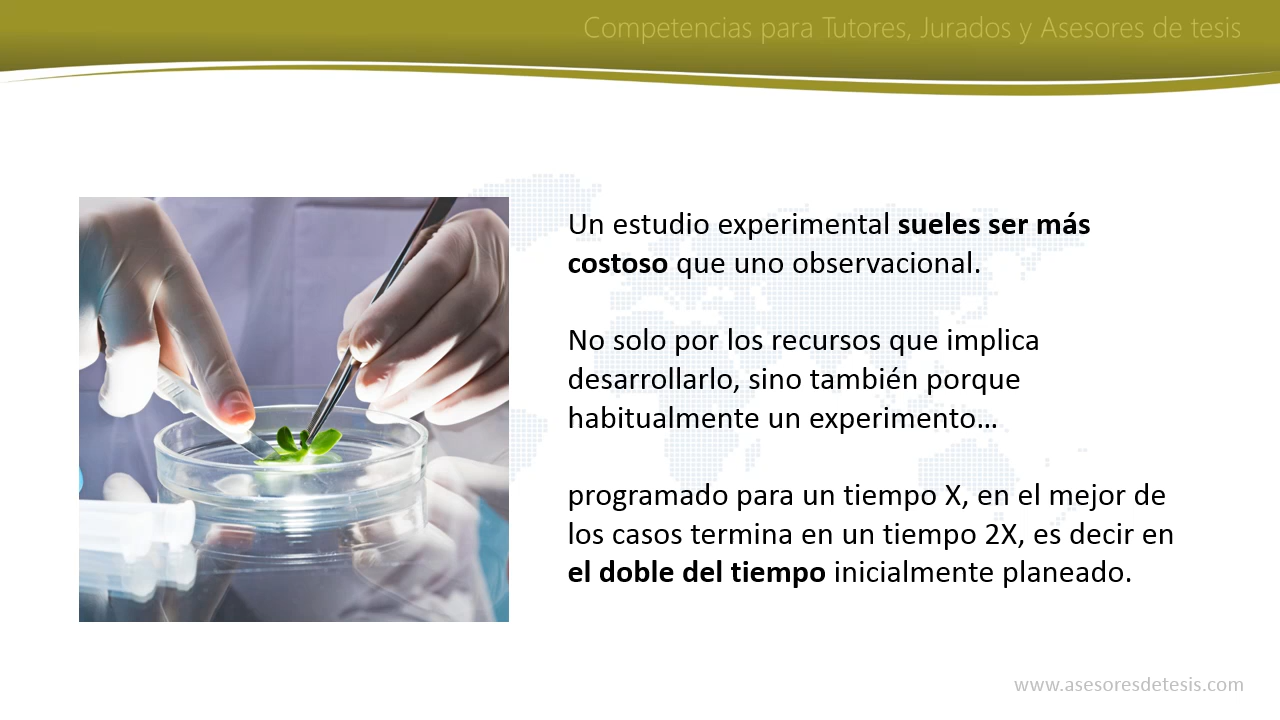 Competencias para Tutores, Jurados y Asesores de tesis
Un estudio experimental sueles ser más
costoso que uno observacional.
No solo por los recursos que implica
desarrollarlo, sino también porque
habitualmente un experimento...
programado para un tiempo X, en el mejor de
los casos termina en un tiempo 2X, es decir en
el doble del tiempo inicialmente planeado.
www.asesoresdetesis.com